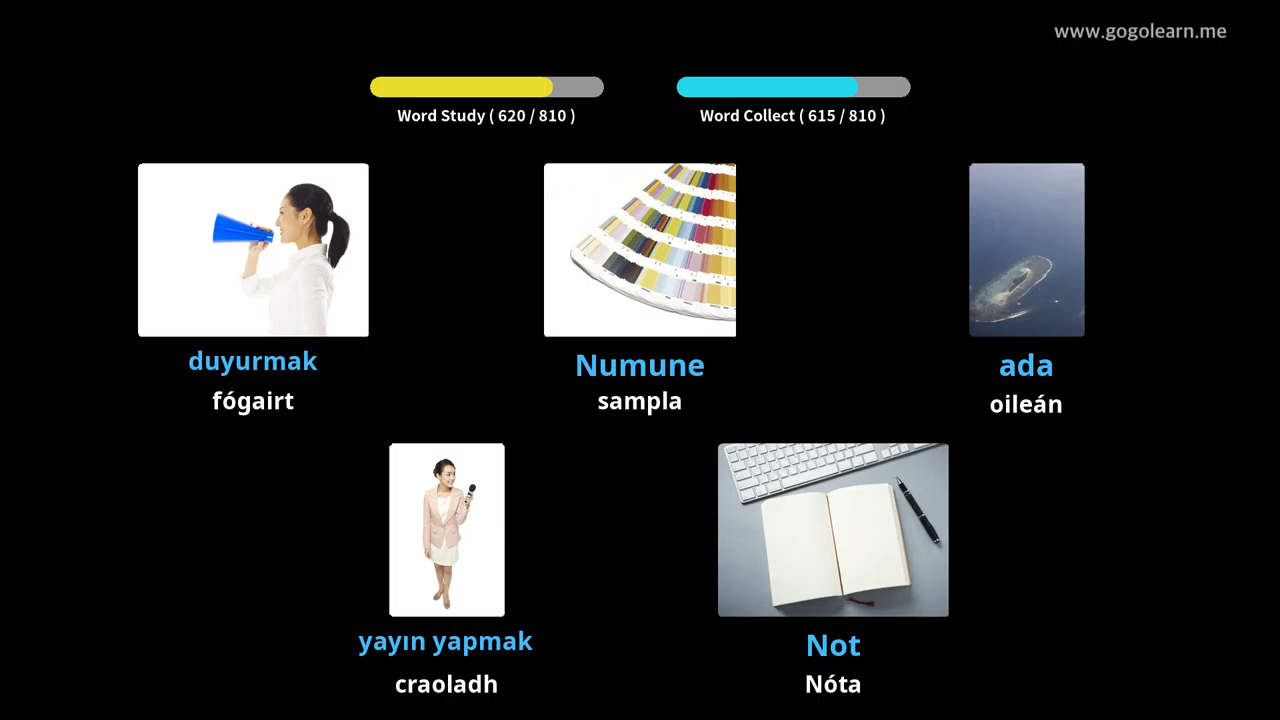 www.gogolearn.me
Word Study ( 620 / 810 )
Word Collect ( 615 / 810 )
duyurmak
fógairt
Numune
sampla
ada
oileán
yayın yapmak
craoladh
Not
Nóta